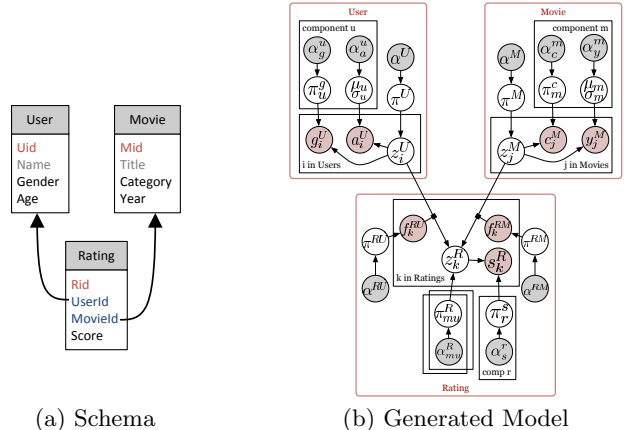 User
Uid
Name
Gender
Age
Movie
Mid
Title
Category
Year
Rating
Rid
UserId
MovieId
Score
(a) Schema
User
component u
α_g^u
α_a^u
α^U
π_u^g
μ_u
σ_u
π^U
g_i^U
a_i^U
z_i^U
i in Users
Movie
component m
α^M
α_c^m
α_y^m
π^M
π_m^c
μ_m
σ_m
z_j^M
c_j^M
y_j^M
j in Movies
π^RU
f_k^RU
f_k^RM
π^RM
z_k^R
s_k^R
k in Ratings
α^RU
α^RM
π_mu^R
π_r^s
α_mu^R
α_s^r
comp r
Rating
(b) Generated Model